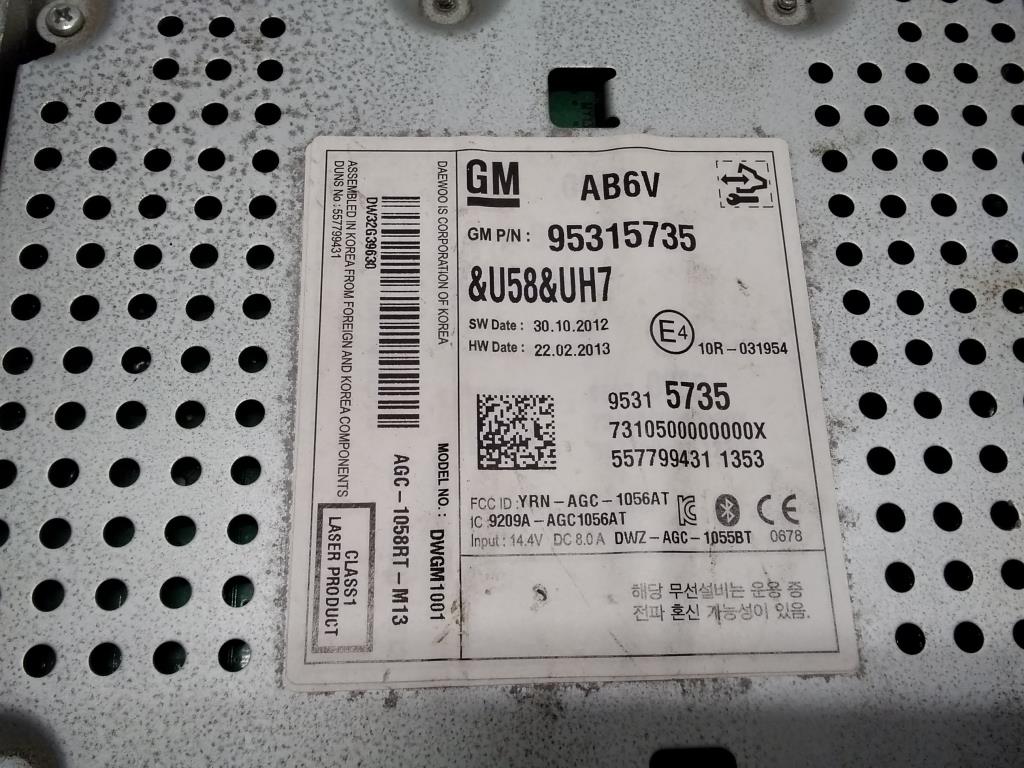 GM
AB6V
GM P/N : 95315735
&U58&UH7
SW Date : 30.10.2012
HW Date : 22.02.2013
E4
10R-031954
9531 5735
7310500000000X
557799431 1353
FCC ID : YRN-AGC-1056AT
IC 9209A-AGC1056AT
Input : 14.4V DC 8.0 A DWZ-AGC-1055BT 0678
CE
해당 무선설비는 운용 중
전파 혼신 가능성이 있음.
DAEWOO IS CORPORATION OF KOREA
MODEL NO.: DWGM1001
AGC-1058RT-M13
DW32G39630
ASSEMBLED IN KOREA FROM FOREIGN AND KOREA COMPONENTS
DUNS No : 557799431
CLASS1
LASER PRODUCT